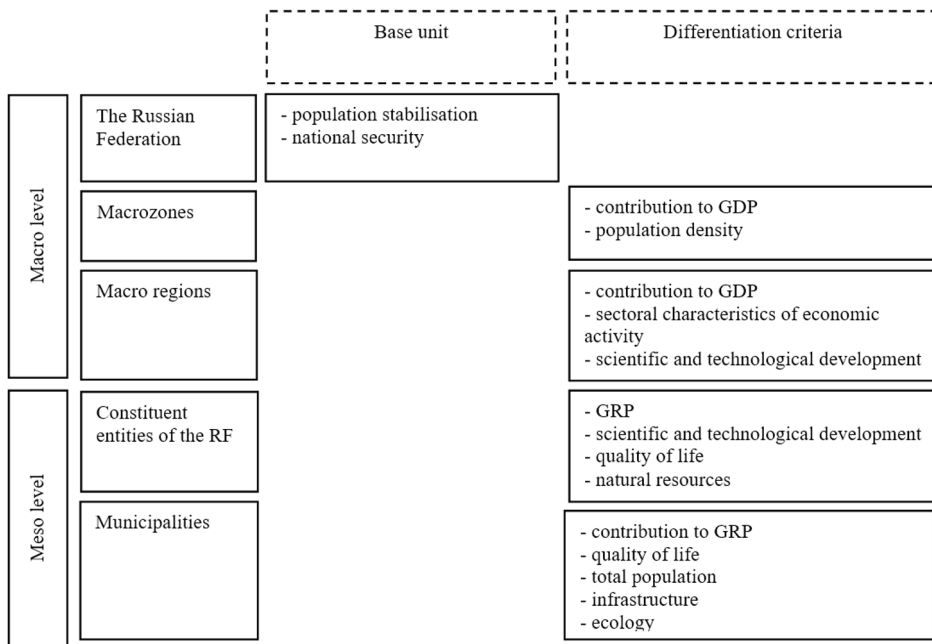 Base unit
Differentiation criteria
Macro level
The Russian
Federation
- population stabilisation
- national security
Macrozones
- contribution to GDP
- population density
Macro regions
- contribution to GDP
- sectoral characteristics of economic
activity
- scientific and technological development
Meso level
Constituent
entities of the RF
- GRP
- scientific and technological development
- quality of life
- natural resources
Municipalities
- contribution to GRP
- quality of life
- total population
- infrastructure
- ecology